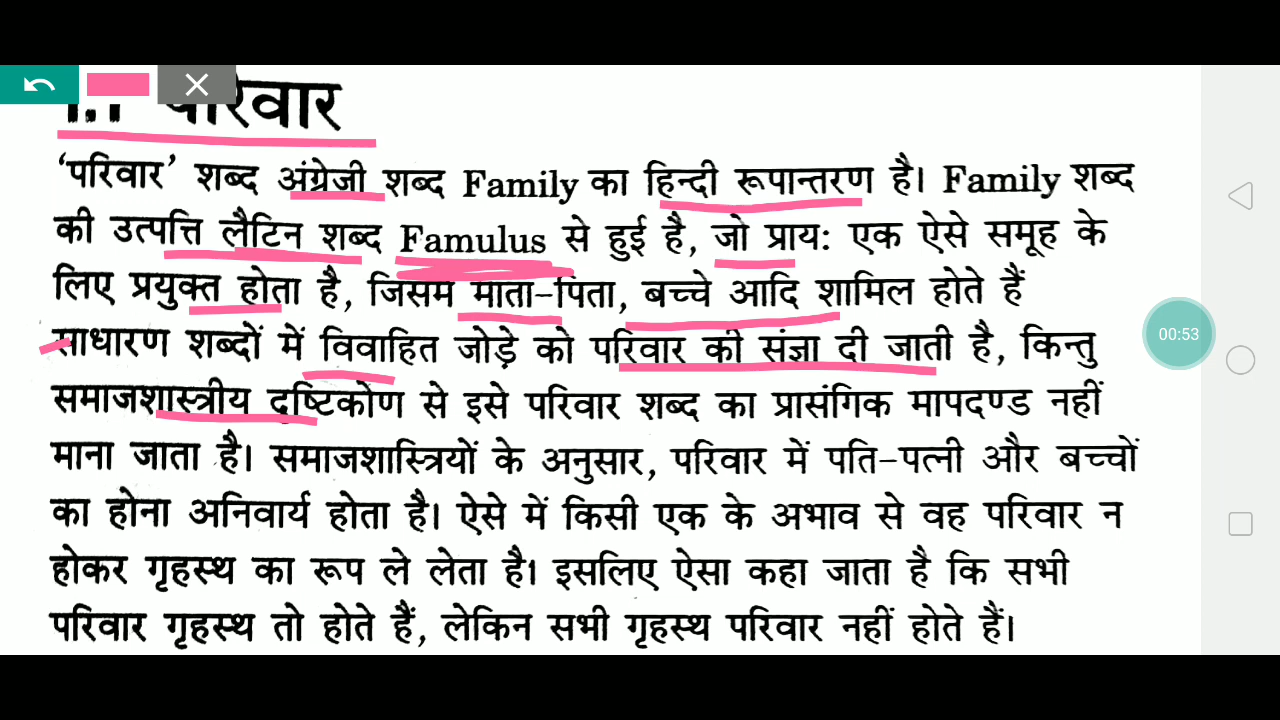 1.1 परिवार
‘परिवार’ शब्द अंग्रेजी शब्द Family का हिन्दी रूपान्तरण है। Family शब्द
की उत्पत्ति लैटिन शब्द Famulus से हुई है, जो प्राय: एक ऐसे समूह के
लिए प्रयुक्त होता है, जिसम माता-पिता, बच्चे आदि शामिल होते हैं
00:53
साधारण शब्दों में विवाहित जोड़े को परिवार की संज्ञा दी जाती है, किन्तु
समाजशास्त्रीय दृष्टिकोण से इसे परिवार शब्द का प्रासंगिक मापदण्ड नहीं
माना जाता है। समाजशास्त्रियों के अनुसार, परिवार में पति-पत्नी और बच्चों
का होना अनिवार्य होता है। ऐसे में किसी एक के अभाव से वह परिवार न
होकर गृहस्थ का रूप ले लेता है। इसलिए ऐसा कहा जाता है कि सभी
परिवार गृहस्थ तो होते हैं, लेकिन सभी गृहस्थ परिवार नहीं होते हैं।